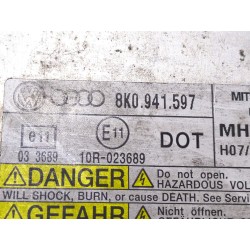 8K0.941.597
MIT
e11
E11
DOT
MH
03 3689
10R-023689
H07/
DANGER
Do not open.
HAZARDOUS VOL
WILL SHOCK, BURN, or cause DEATH. See Servi
GEFAHR
Nicht öffnen.